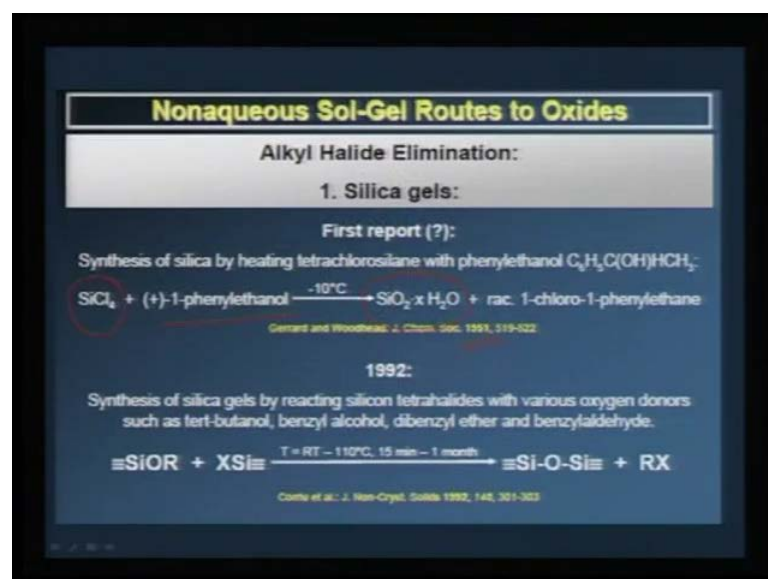 Nonaqueous Sol-Gel Routes to Oxides
Alkyl Halide Elimination:
1. Silica gels:
First report (?):
Synthesis of silica by heating tetrachlorosilane with phenylethanol C₆H₅C(OH)HCH₃:
SiCl₄ + (+)-1-phenylethanol -10°C SiO₂·x H₂O + rac. 1-chloro-1-phenylethane
Gerrard and Woodhead: J. Chem. Soc. 1951, 519-522
1992:
Synthesis of silica gels by reacting silicon tetrahalides with various oxygen donors
such as tert-butanol, benzyl alcohol, dibenzyl ether and benzylaldehyde.
≡SiOR + XSi≡ T = RT – 110°C, 15 min – 1 month ≡Si-O-Si≡ + RX
Corriu et al.: J. Non-Cryst. Solids 1992, 301-303